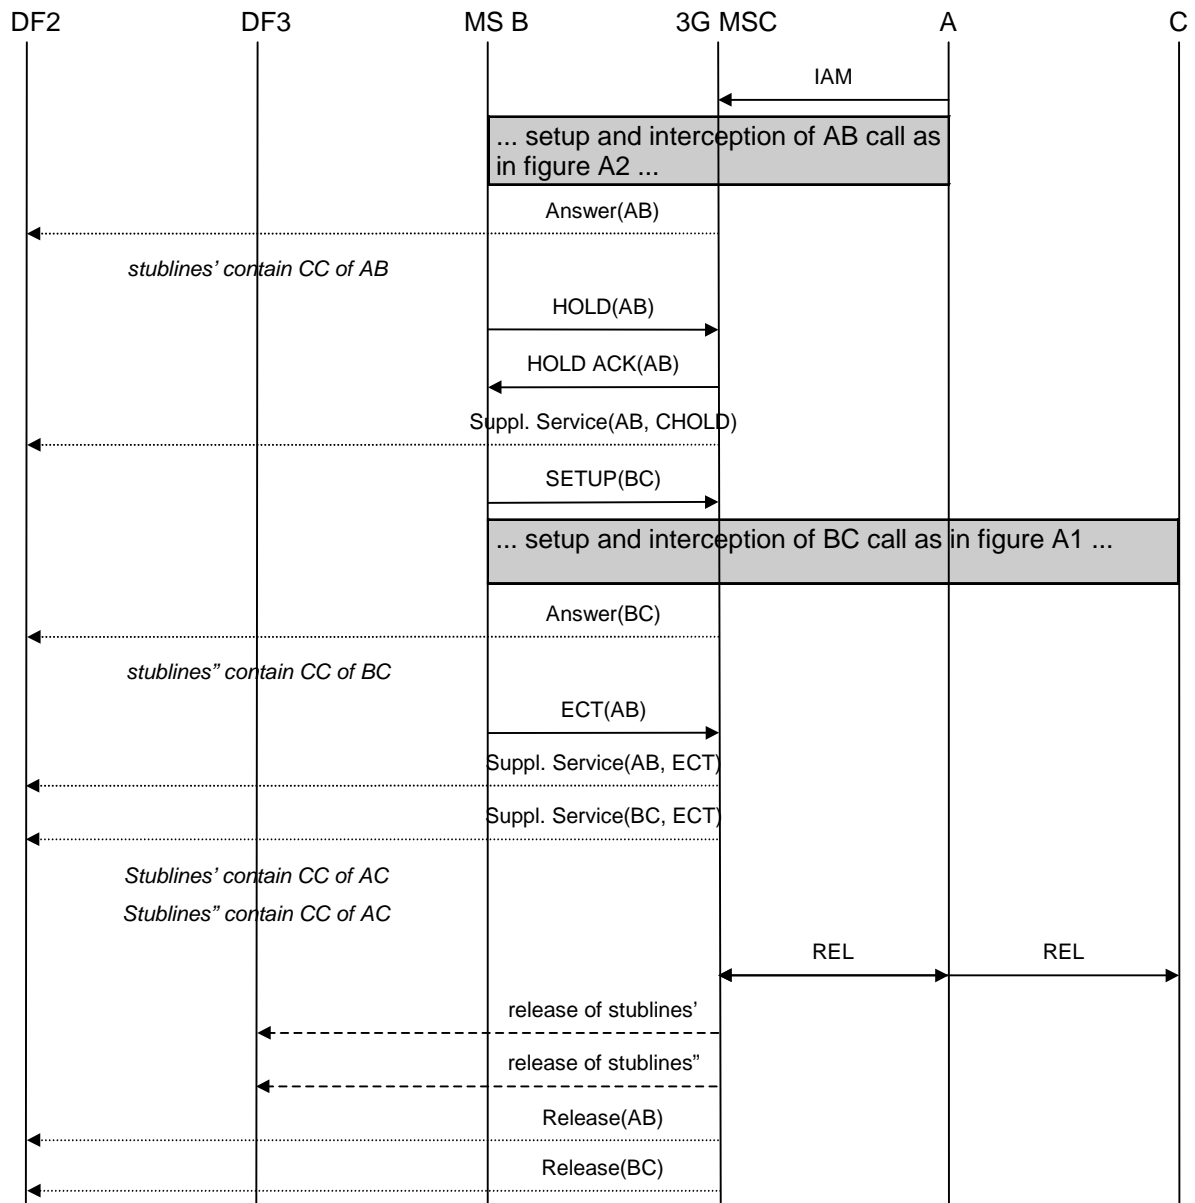 DF2 DF3 MS B 3G MSC A C
IAM
... setup and interception of AB call as
in figure A2 ...
Answer(AB)
stublines’ contain CC of AB
HOLD(AB)
HOLD ACK(AB)
Suppl. Service(AB, CHOLD)
SETUP(BC)
... setup and interception of BC call as in figure A1 ...
Answer(BC)
stublines” contain CC of BC
ECT(AB)
Suppl. Service(AB, ECT)
Suppl. Service(BC, ECT)
Stublines’ contain CC of AC
Stublines” contain CC of AC
REL REL
release of stublines’
release of stublines”
Release(AB)
Release(BC)